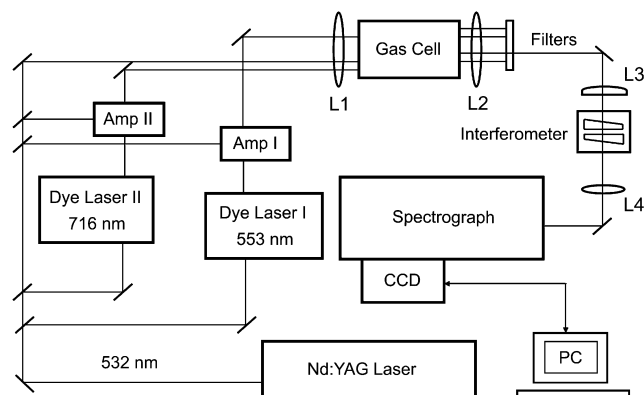 Gas Cell
Filters
L1
L2
L3
Amp II
Interferometer
Amp I
Dye Laser II
716 nm
Dye Laser I
553 nm
Spectrograph
L4
CCD
PC
532 nm
Nd:YAG Laser